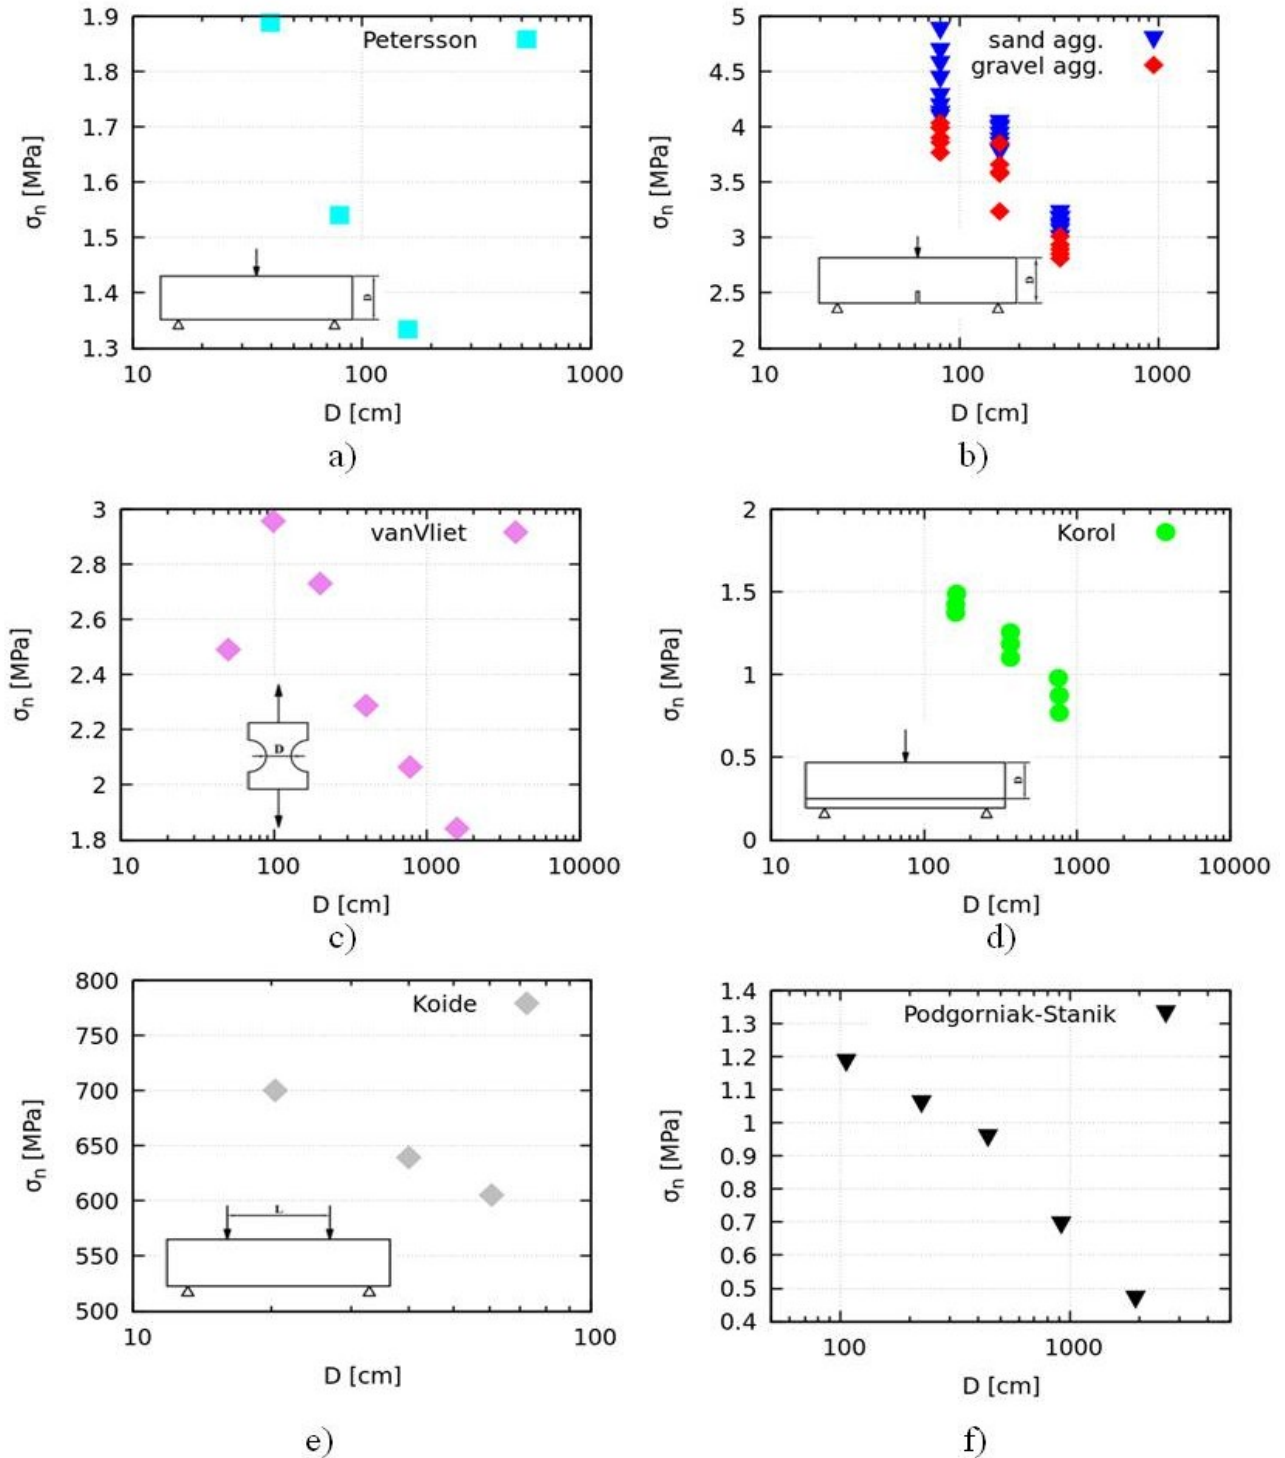 1.9
1.8
1.7
1.6
1.5
1.4
1.3
σn [MPa]
Petersson
D
10 100 1000
D [cm]
a)
5
4.5
4
3.5
3
2.5
2
σn [MPa]
sand agg.
gravel agg.
D
10 100 1000
D [cm]
b)
3
2.8
2.6
2.4
2.2
2
1.8
σn [MPa]
vanVliet
D
10 100 1000 10000
D [cm]
c)
2
1.5
1
0.5
0
σn [MPa]
Korol
D
10 100 1000 10000
D [cm]
d)
800
750
700
650
600
550
500
σn [MPa]
Koide
L
10 100
D [cm]
e)
1.4
1.3
1.2
1.1
1
0.9
0.8
0.7
0.6
0.5
0.4
σn [MPa]
Podgorniak-Stanik
100 1000
D [cm]
f)